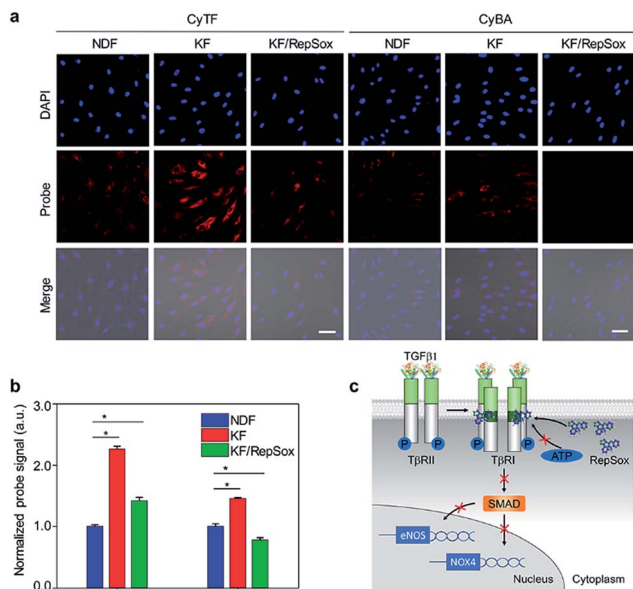 a
CyTF CyBA
NDF KF KF/RepSox NDF KF KF/RepSox
DAPI
Probe
Merge
b
Normalized probe signal (a.u.)
3.0
2.0
1.0
0.0
NDF
KF
KF/RepSox
*
*
*
*
c
TGFβ1
P P P P
TβRII TβRI ATP RepSox
SMAD
eNOS
NOX4
Nucleus Cytoplasm